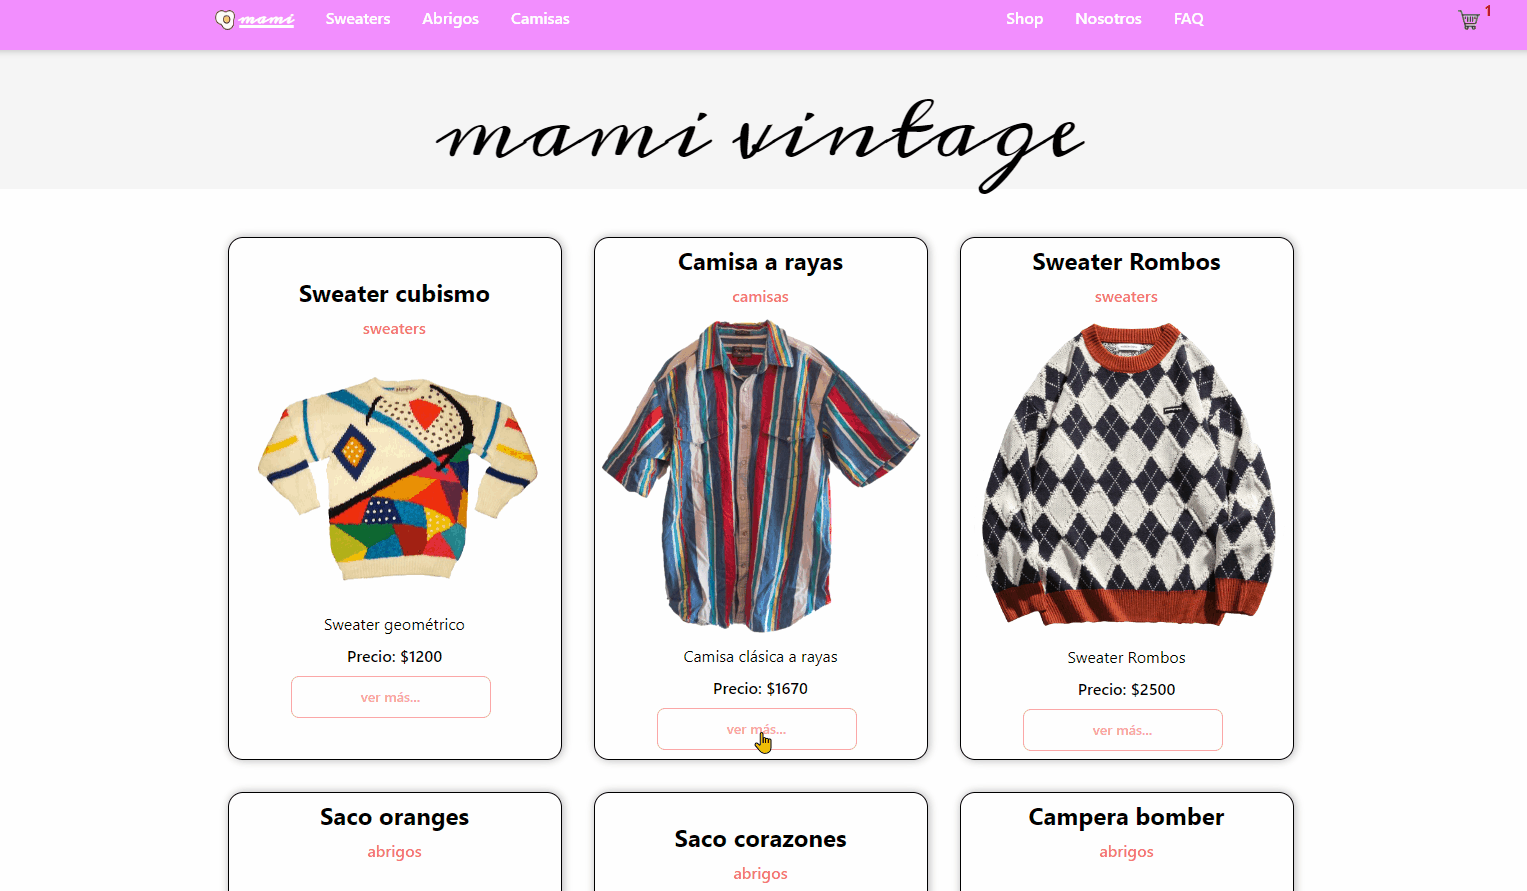 mami Sweaters Abrigos Camisas Shop Nosotros FAQ 1
mami vintage
Sweater cubismo
sweaters
Sweater geométrico
Precio: $1200
ver más...
Camisa a rayas
camisas
Camisa clásica a rayas
Precio: $1670
ver más...
Sweater Rombos
sweaters
Sweater Rombos
Precio: $2500
ver más...
Saco oranges
abrigos
Saco corazones
abrigos
Campera bomber
abrigos